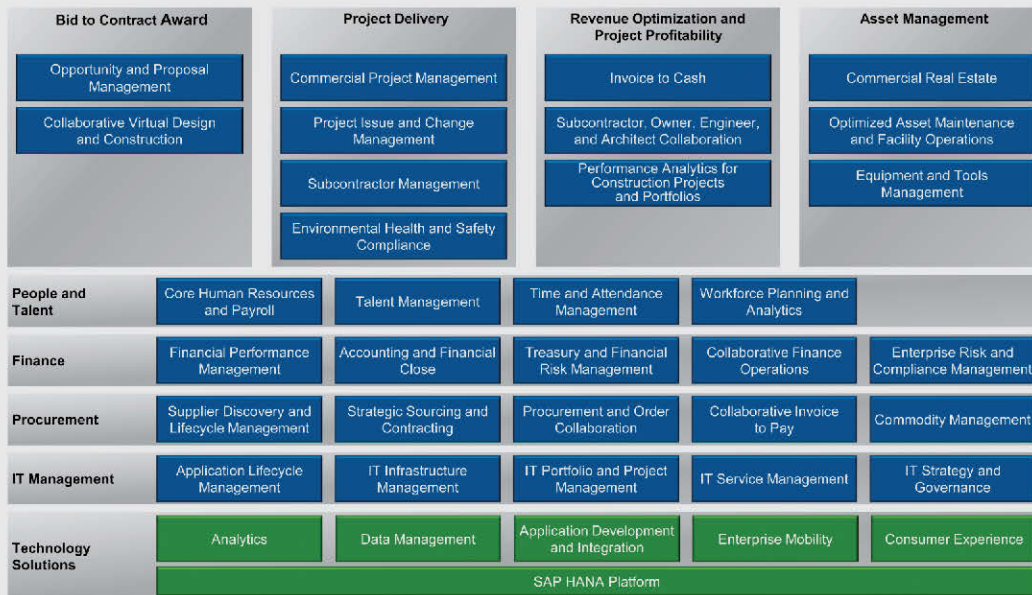 Bid to Contract Award
Opportunity and Proposal
Management
Collaborative Virtual Design
and Construction
Project Delivery
Commercial Project Management
Project Issue and Change
Management
Subcontractor Management
Environmental Health and Safety
Compliance
Revenue Optimization and
Project Profitability
Invoice to Cash
Subcontractor, Owner, Engineer,
and Architect Collaboration
Performance Analytics for
Construction Projects
and Portfolios
Asset Management
Commercial Real Estate
Optimized Asset Maintenance
and Facility Operations
Equipment and Tools
Management
People and
Talent
Core Human Resources
and Payroll
Talent Management
Time and Attendance
Management
Workforce Planning and
Analytics
Finance
Financial Performance
Management
Accounting and Financial
Close
Treasury and Financial
Risk Management
Collaborative Finance
Operations
Enterprise Risk and
Compliance Management
Procurement
Supplier Discovery and
Lifecycle Management
Strategic Sourcing and
Contracting
Procurement and Order
Collaboration
Collaborative Invoice
to Pay
Commodity Management
IT Management
Application Lifecycle
Management
IT Infrastructure
Management
IT Portfolio and Project
Management
IT Service Management
IT Strategy and
Governance
Technology
Solutions
Analytics
Data Management
Application Development
and Integration
Enterprise Mobility
Consumer Experience
SAP HANA Platform